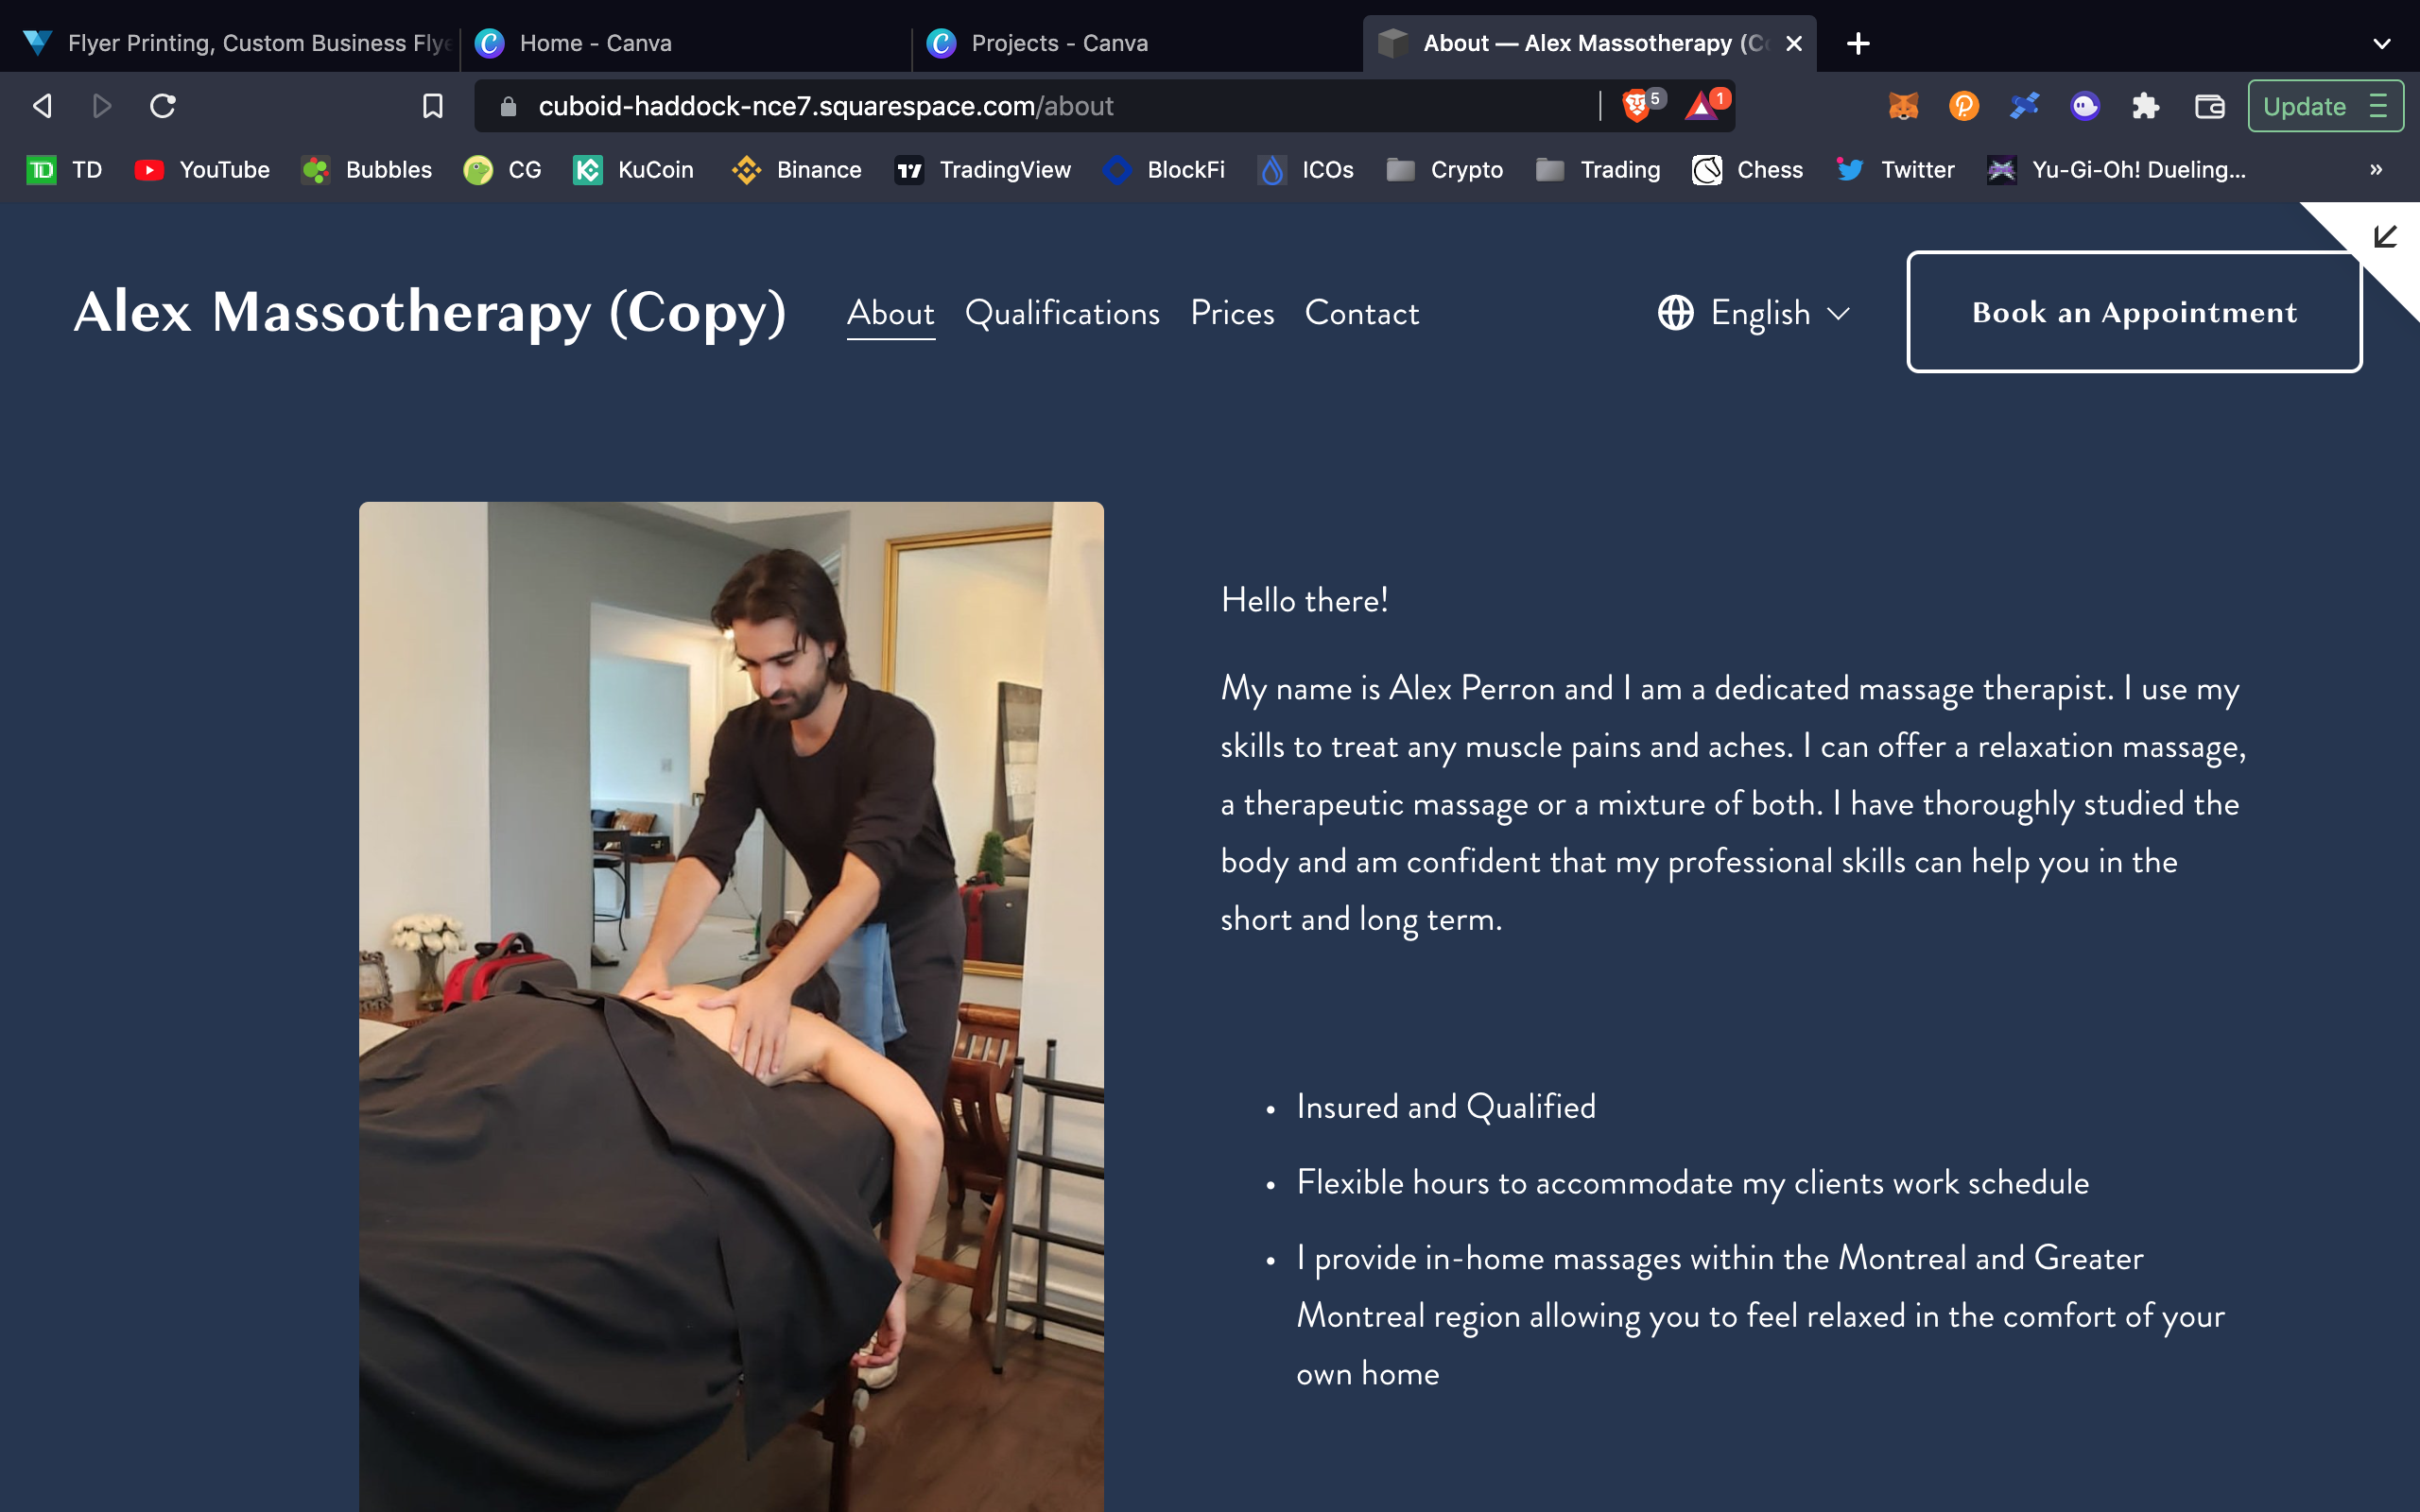 Flyer Printing, Custom Business Flye
Home - Canva
Projects - Canva
About — Alex Massotherapy (Co
cuboid-haddock-nce7.squarespace.com/about
5
1
Update
TD
YouTube
Bubbles
CG
KuCoin
Binance
TradingView
BlockFi
ICOs
Crypto
Trading
Chess
Twitter
Yu-Gi-Oh! Dueling...
»
Alex Massotherapy (Copy)
About
Qualifications
Prices
Contact
English
Book an Appointment
Hello there!
My name is Alex Perron and I am a dedicated massage therapist. I use my
skills to treat any muscle pains and aches. I can offer a relaxation massage,
a therapeutic massage or a mixture of both. I have thoroughly studied the
body and am confident that my professional skills can help you in the
short and long term.
• Insured and Qualified
• Flexible hours to accommodate my clients work schedule
• I provide in-home massages within the Montreal and Greater
Montreal region allowing you to feel relaxed in the comfort of your
own home